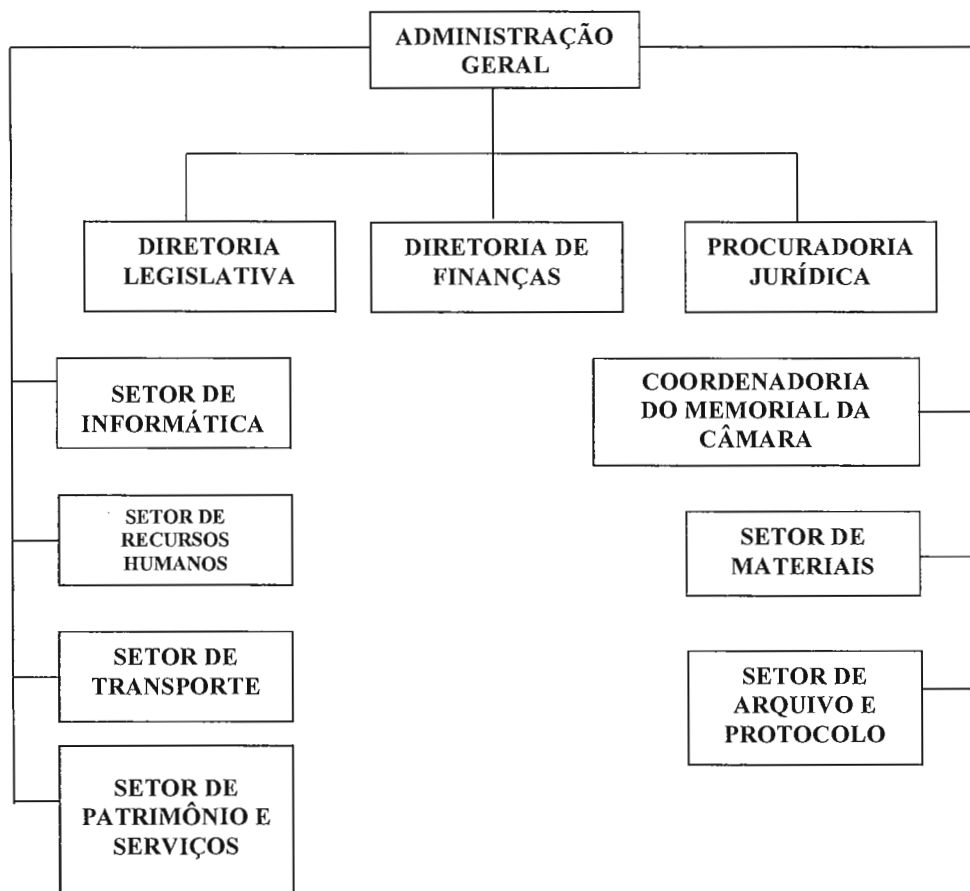 ADMINISTRAÇÃO
GERAL
DIRETORIA
LEGISLATIVA
DIRETORIA DE
FINANÇAS
PROCURADORIA
JURÍDICA
SETOR DE
INFORMÁTICA
COORDENADORIA
DO MEMORIAL DA
CÂMARA
SETOR DE
RECURSOS
HUMANOS
SETOR DE
MATERIAIS
SETOR DE
TRANSPORTE
SETOR DE
ARQUIVO E
PROTOCOLO
SETOR DE
PATRIMÔNIO E
SERVIÇOS